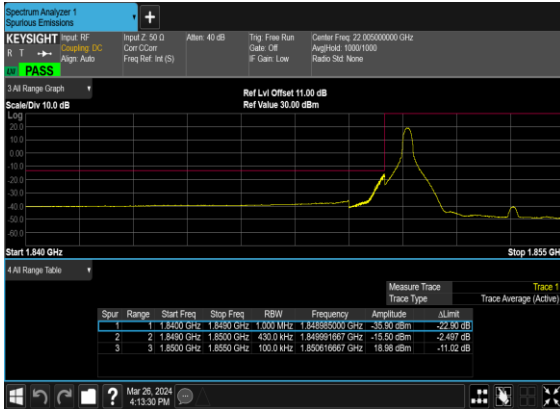 Spectrum Analyzer 1
Spurious Emissions
KEYSIGHT Input: RF Input Z: 50 Ω Atten: 40 dB Trig: Free Run Center Freq: 22.005000000 GHz
R T Coupling: DC Corr CCorr Gate: Off Avg|Hold: 1000/1000
Align: Auto Freq Ref: Int (S) IF Gain: Low Radio Std: None
PASS
3 All Range Graph
Ref Lvl Offset 11.00 dB
Scale/Div 10.0 dB Ref Value 30.00 dBm
Log
20.0
10.0
0.00
-10.0
-20.0
-30.0
-40.0
-50.0
-60.0
Start 1.840 GHz Stop 1.855 GH
4 All Range Table
Measure Trace Trace 1
Trace Type Trace Average (Active)
Spur Range Start Freq Stop Freq RBW Frequency Amplitude ΔLimit
1 1 1.8400 GHz 1.8490 GHz 1.000 MHz 1.848985000 GHz -35.90 dBm -22.90 dB
2 2 1.8490 GHz 1.8500 GHz 430.0 kHz 1.849991667 GHz -15.50 dBm -2.497 dB
3 3 1.8500 GHz 1.8550 GHz 100.0 kHz 1.850616667 GHz 18.98 dBm -11.02 dB
? Mar 26, 2024
4:13:30 PM